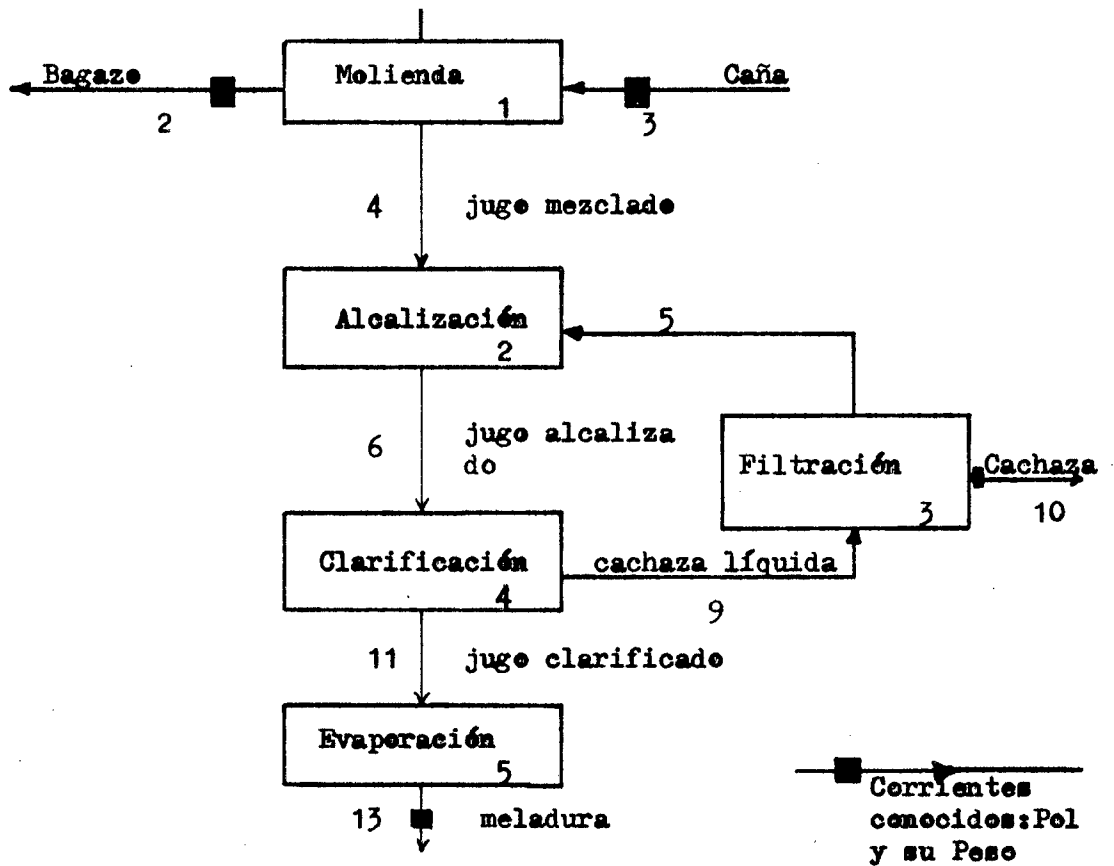 Bagazo
Molienda
Caña
2
1
3
4
jugo mezclado
Alcalización
2
5
6
jugo alcaliza
do
Filtración
3
Cachaza
10
Clarificación
4
cachaza líquida
9
11
jugo clarificado
Evaporación
5
13
meladura
Corrientes
conocidos:Pol
y su Peso